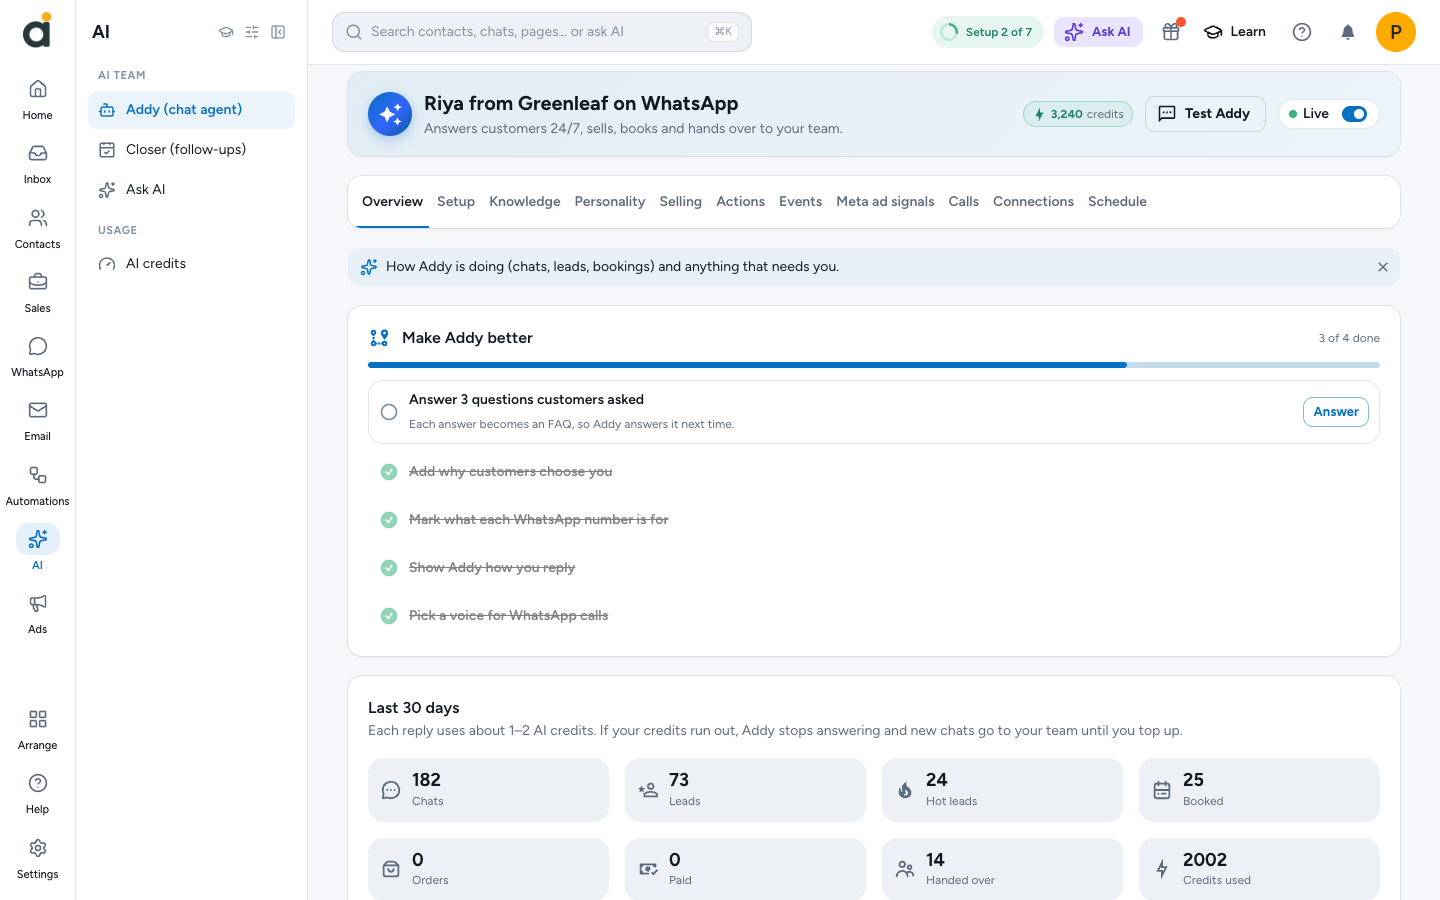 AI
Search contacts, chats, pages... or ask AI
⌘K
Setup 2 of 7
Ask AI
Learn
P
Home
Inbox
Contacts
Sales
WhatsApp
Email
Automations
AI
Ads
Arrange
Help
Settings
AI TEAM
Addy (chat agent)
Closer (follow-ups)
Ask AI
USAGE
AI credits
Riya from Greenleaf on WhatsApp
Answers customers 24/7, sells, books and hands over to your team.
3,240 credits
Test Addy
Live
Overview
Setup
Knowledge
Personality
Selling
Actions
Events
Meta ad signals
Calls
Connections
Schedule
How Addy is doing (chats, leads, bookings) and anything that needs you.
Make Addy better
3 of 4 done
Answer 3 questions customers asked
Each answer becomes an FAQ, so Addy answers it next time.
Answer
Add why customers choose you
Mark what each WhatsApp number is for
Show Addy how you reply
Pick a voice for WhatsApp calls
Last 30 days
Each reply uses about 1–2 AI credits. If your credits run out, Addy stops answering and new chats go to your team until you top up.
182
Chats
73
Leads
24
Hot leads
25
Booked
0
Orders
0
Paid
14
Handed over
2002
Credits used